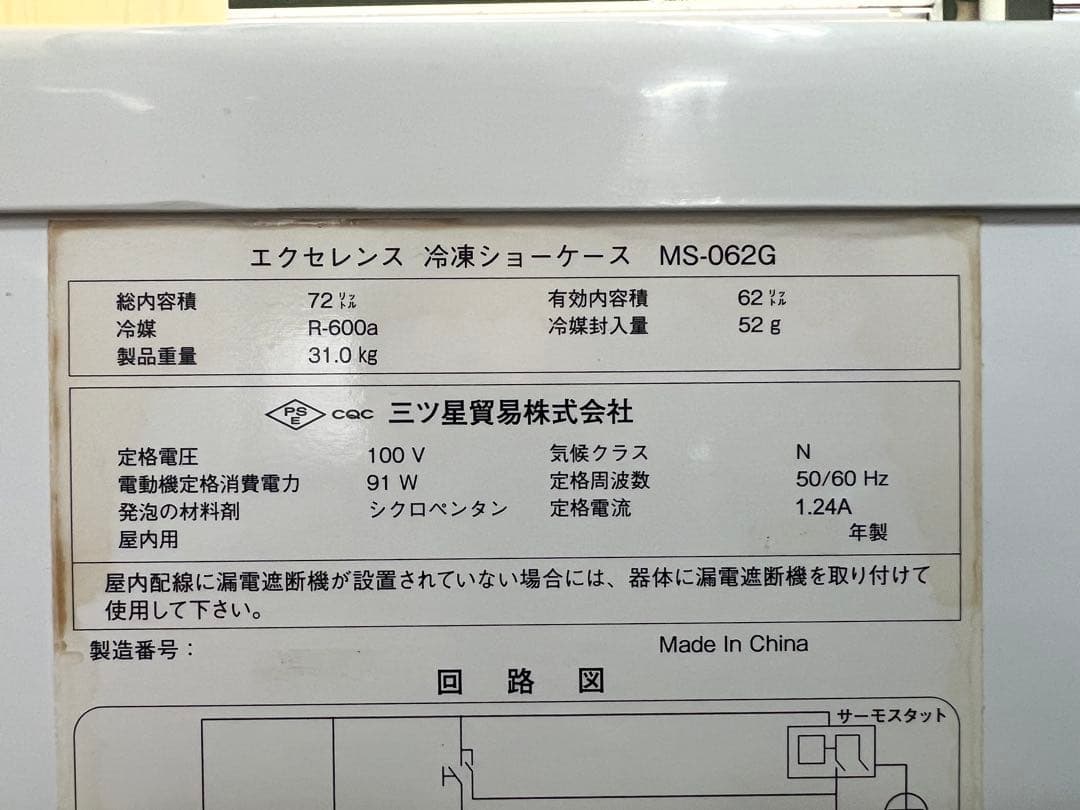 エクセレンス 冷凍ショーケース MS-062G
総内容積 72 リットル 有効内容積 62 リットル
冷媒 R-600a 冷媒封入量 52 g
製品重量 31.0 kg
PSE CQC 三ツ星貿易株式会社
定格電圧 100 V 気候クラス N
電動機定格消費電力 91 W 定格周波数 50/60 Hz
発泡の材料剤 シクロペンタン 定格電流 1.24A
屋内用 年製
屋内配線に漏電遮断機が設置されていない場合には、器体に漏電遮断機を取り付けて
使用して下さい。
製造番号： Made In China
回 路 図
サーモスタット